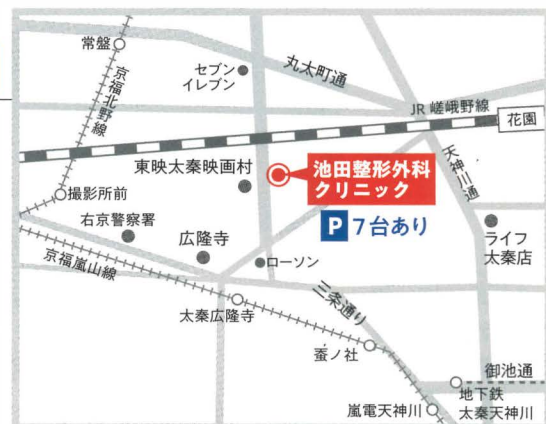 常盤
京福北野線
セブン
イレブン
丸太町通
JR 嵯峨野線
花園
東映太秦映画村
池田整形外科
クリニック
天神川通
撮影所前
P 7台あり
右京警察署
広隆寺
ライフ
太秦店
京福嵐山線
ローソン
太秦広隆寺
三条通り
蚕ノ社
御池通
地下鉄
太秦天神川
嵐電天神川